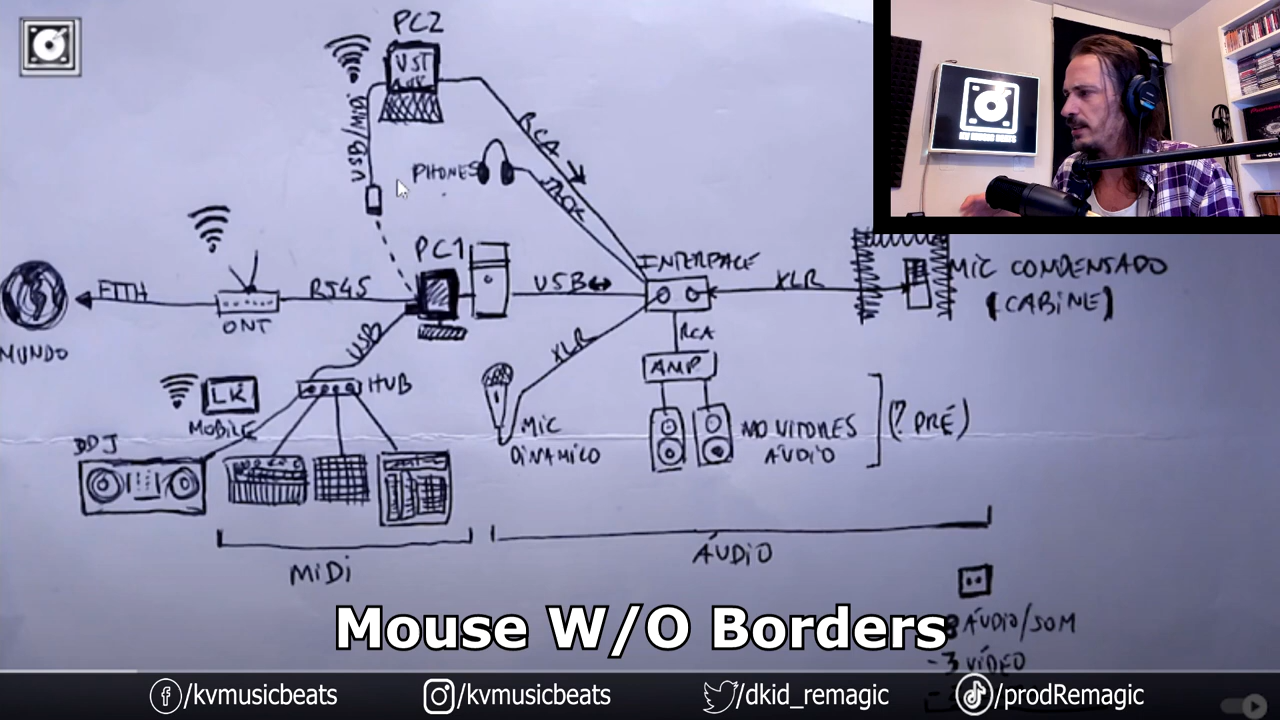 PC2
VST
RCA
USB/MiDi
PHONES
JACK
PC1
INTERFACE
MIC CONDENSADO
(CABINE)
XLR
USB
RJ45
FTTH
ONT
MUNDO
USB
XLR
RCA
AMP
HUB
LK
MOBILE
DDJ
MIC
DINAMICO
MOVITORES
ÁUDIO
(? PRÉ)
MiDi
ÁUDIO
ÁUDIO/SOM
-3 VÍDEO
Mouse W/O Borders
/kvmusicbeats
/kvmusicbeats
/dkid_remagic
/prodRemagic